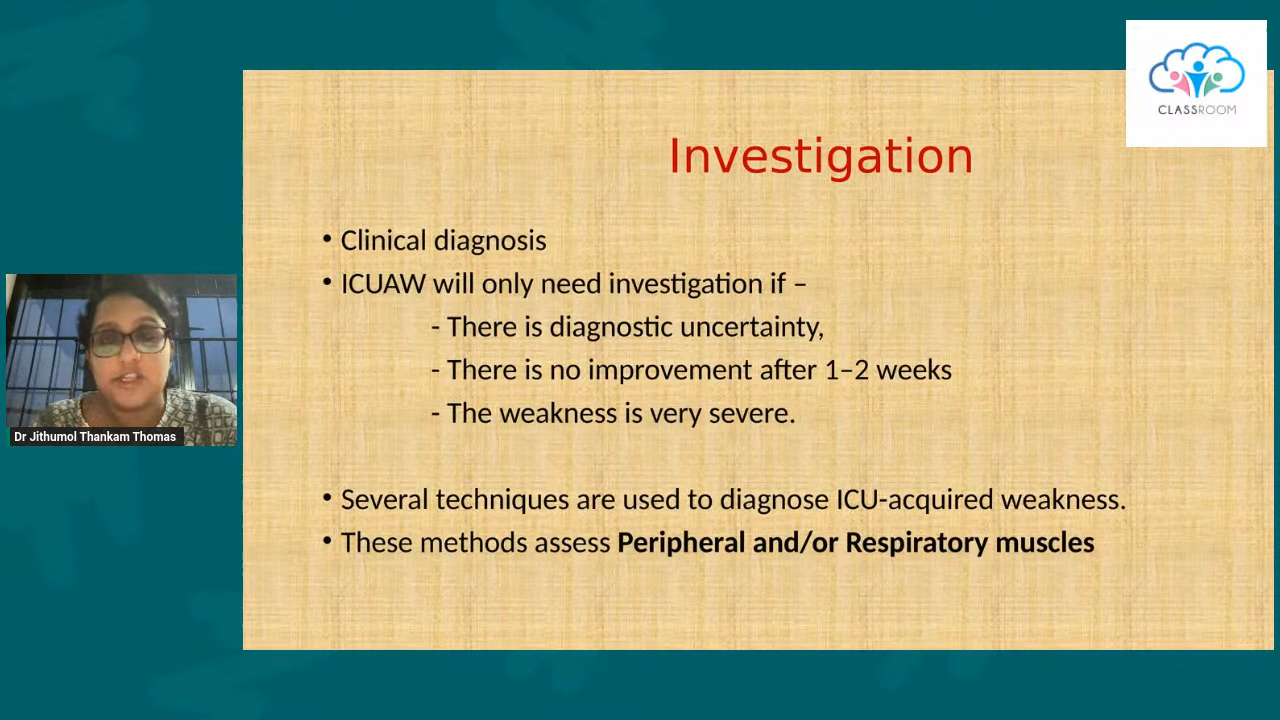 CLASSROOM
Investigation
• Clinical diagnosis
• ICUAW will only need investigation if –
- There is diagnostic uncertainty,
- There is no improvement after 1–2 weeks
- The weakness is very severe.
• Several techniques are used to diagnose ICU-acquired weakness.
• These methods assess Peripheral and/or Respiratory muscles
Dr Jithumol Thankam Thomas